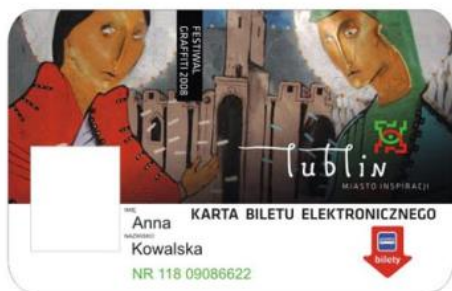 FESTIWAL
GRAFFITI 2008
lublin
MIASTO INSPIRACJI
KARTA BILETU ELEKTRONICZNEGO
IMIĘ
Anna
NAZWISKO
Kowalska
NR 118 09086622
bilety